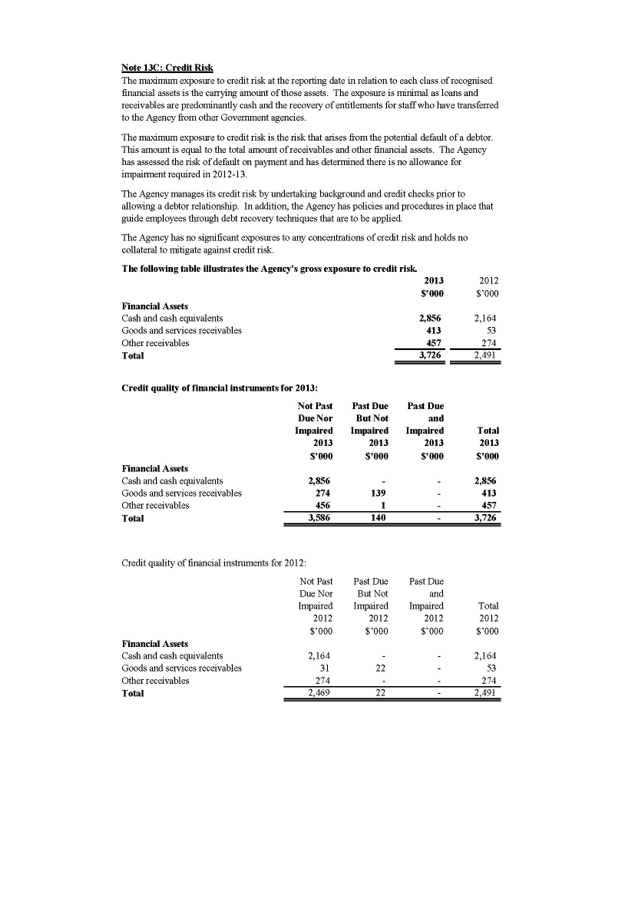 Note 13C: Credit Risk
The maximum exposure to credit risk at the reporting date in relation to each class of recognised
financial assets is the carrying amount of those assets. The exposure is minimal as loans and
receivables are predominantly cash and the recovery of entitlements for staff who have transferred
to the Agency from other Government agencies.
The maximum exposure to credit risk is the risk that arises from the potential default of a debtor.
This amount is equal to the total amount of receivables and other financial assets. The Agency
has assessed the risk of default on payment and has determined there is no allowance for
impairment required in 2012-13.
The Agency manages its credit risk by undertaking background and credit checks prior to
allowing a debtor relationship. In addition, the Agency has policies and procedures in place that
guide employees through debt recovery techniques that are to be applied.
The Agency has no significant exposures to any concentrations of credit risk and holds no
collateral to mitigate against credit risk.
The following table illustrates the Agency's gross exposure to credit risk.
2013 2012
$'000 $'000
Financial Assets
Cash and cash equivalents 2,856 2,164
Goods and services receivables 413 53
Other receivables 457 274
Total 3,726 2,491
Credit quality of financial instruments for 2013:
Not Past Past Due Past Due
Due Nor But Not and
Impaired Impaired Impaired Total
2013 2013 2013 2013
$'000 $'000 $'000 $'000
Financial Assets
Cash and cash equivalents 2,856 - - 2,856
Goods and services receivables 274 139 - 413
Other receivables 456 1 - 457
Total 3,586 140 - 3,726
Credit quality of financial instruments for 2012:
Not Past Past Due Past Due
Due Nor But Not and
Impaired Impaired Impaired Total
2012 2012 2012 2012
$'000 $'000 $'000 $'000
Financial Assets
Cash and cash equivalents 2,164 - - 2,164
Goods and services receivables 31 22 - 53
Other receivables 274 - - 274
Total 2,469 22 - 2,491